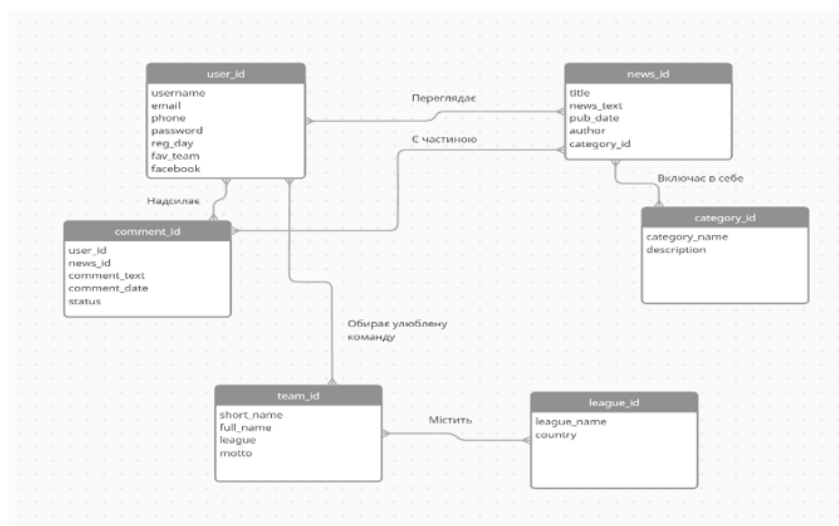 user_id
username
email
phone
password
reg_day
fav_team
facebook
Переглядає
Є частиною
news_id
title
news_text
pub_date
author
category_id
Включає в себе
category_id
category_name
description
Надсилає
comment_id
user_id
news_id
comment_text
comment_date
status
Обирає улюблену
команду
team_id
short_name
full_name
league
motto
Містить
league_id
league_name
country